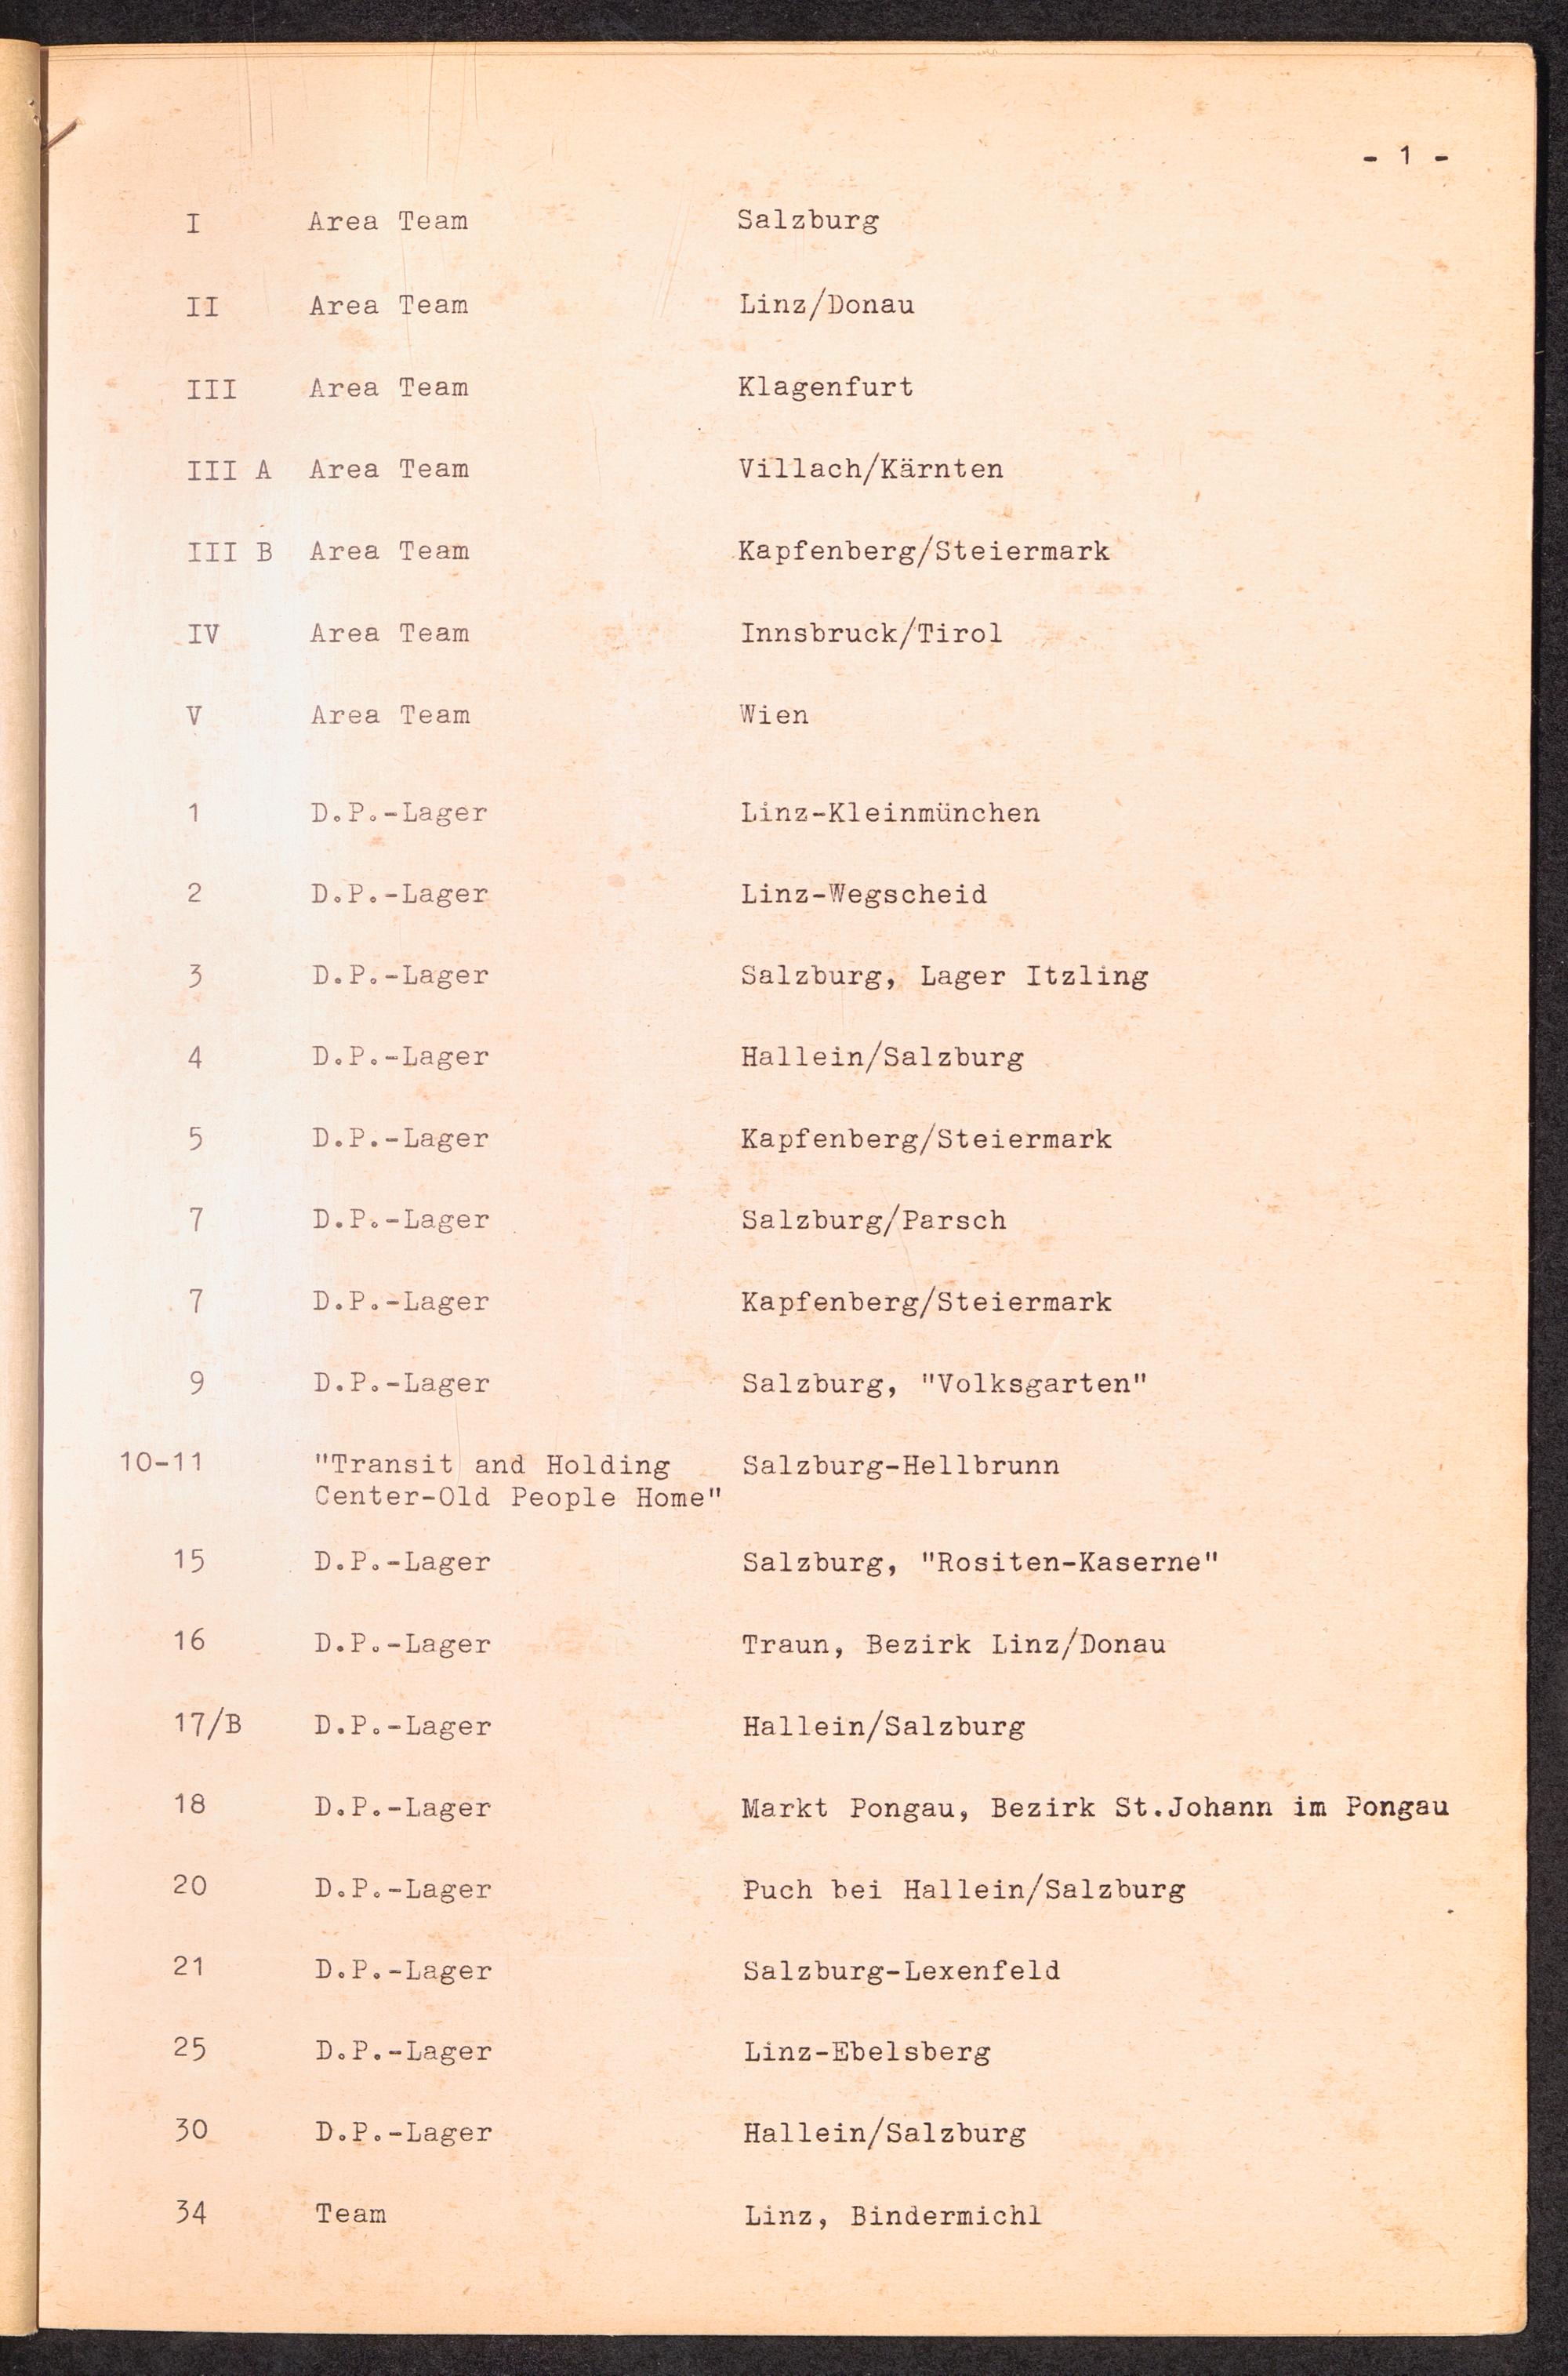 - 1 -
I Area Team Salzburg
II Area Team Linz/Donau
III Area Team Klagenfurt
III A Area Team Villach/Kärnten
III B Area Team Kapfenberg/Steiermark
IV Area Team Innsbruck/Tirol
V Area Team Wien
1 D.P.-Lager Linz-Kleinmünchen
2 D.P.-Lager Linz-Wegscheid
3 D.P.-Lager Salzburg, Lager Itzling
4 D.P.-Lager Hallein/Salzburg
5 D.P.-Lager Kapfenberg/Steiermark
7 D.P.-Lager Salzburg/Parsch
7 D.P.-Lager Kapfenberg/Steiermark
9 D.P.-Lager Salzburg, "Volksgarten"
10-11 "Transit and Holding Salzburg-Hellbrunn
Center-Old People Home"
15 D.P.-Lager Salzburg, "Rositen-Kaserne"
16 D.P.-Lager Traun, Bezirk Linz/Donau
17/B D.P.-Lager Hallein/Salzburg
18 D.P.-Lager Markt Pongau, Bezirk St.Johann im Pongau
20 D.P.-Lager Puch bei Hallein/Salzburg
21 D.P.-Lager Salzburg-Lexenfeld
25 D.P.-Lager Linz-Ebelsberg
30 D.P.-Lager Hallein/Salzburg
34 Team Linz, Bindermichl